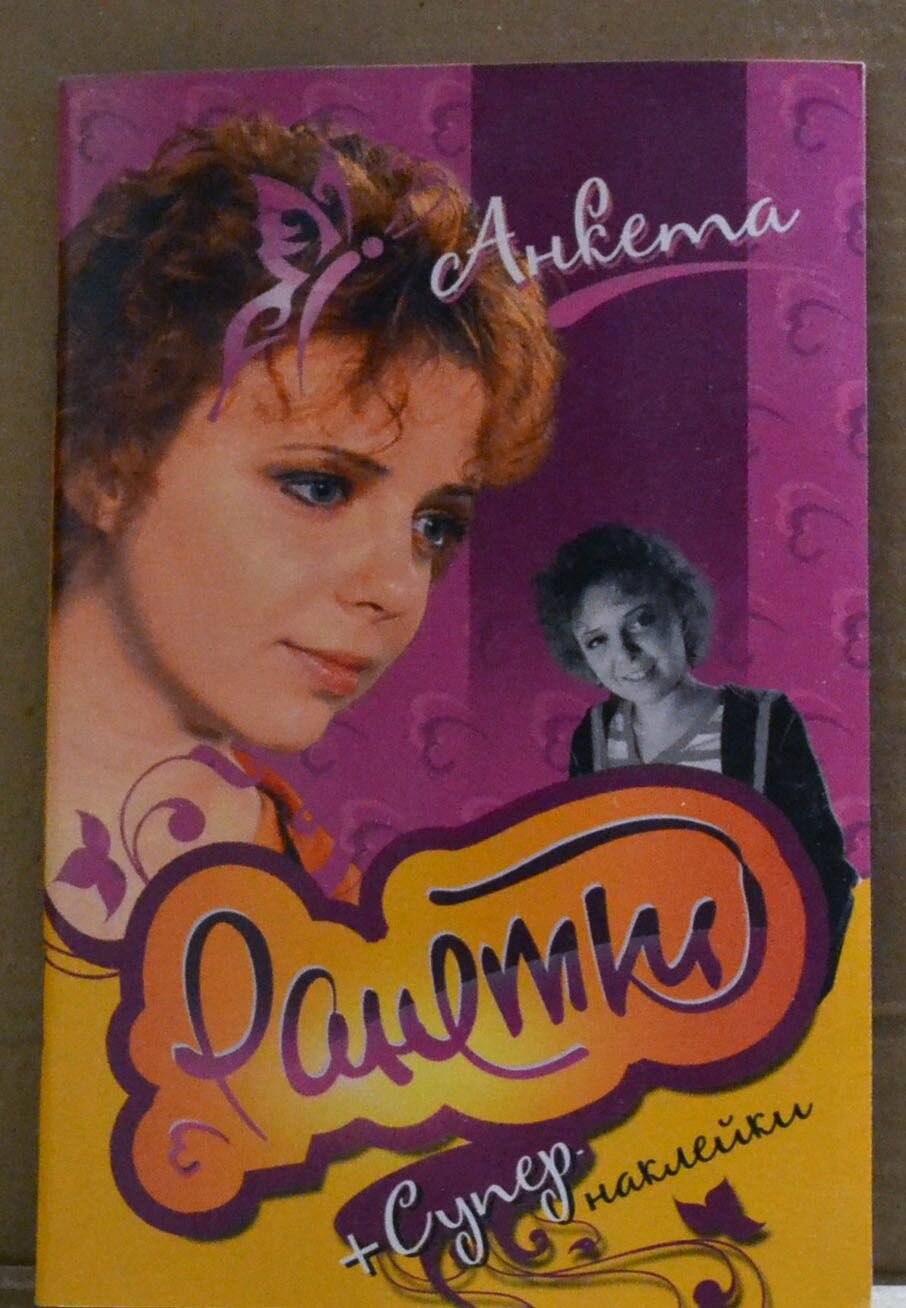 Анкета
Ранетки
+Супер-
наклейки